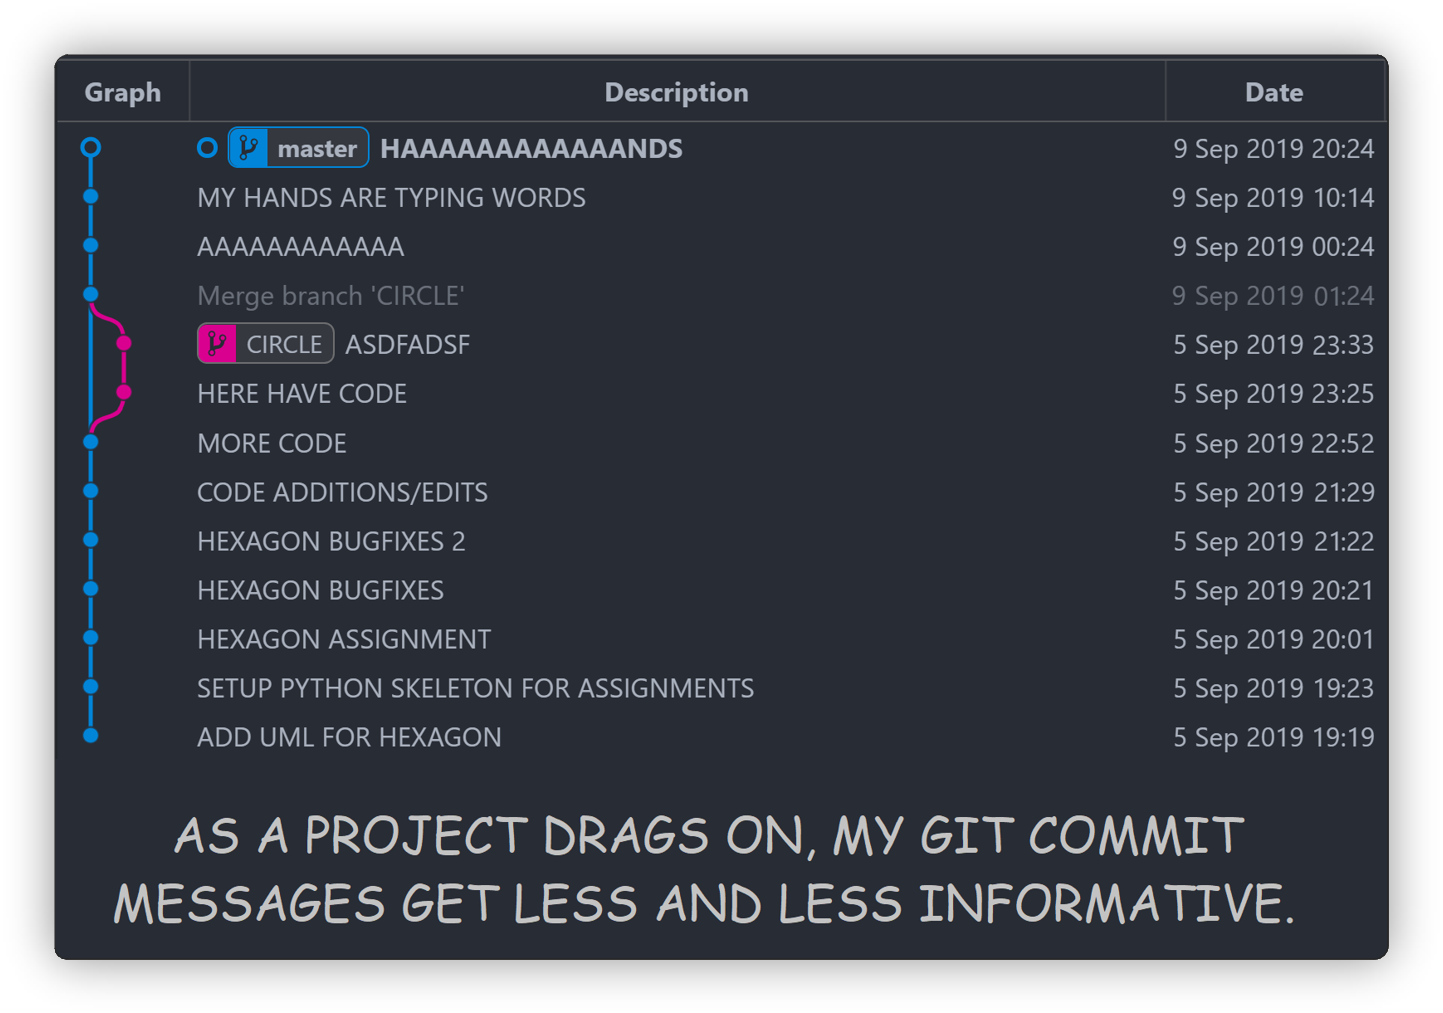 Graph Description Date
master HAAAAAAAAAAAANDS 9 Sep 2019 20:24
MY HANDS ARE TYPING WORDS 9 Sep 2019 10:14
AAAAAAAAAAAA 9 Sep 2019 00:24
Merge branch 'CIRCLE' 9 Sep 2019 01:24
CIRCLE ASDFADSF 5 Sep 2019 23:33
HERE HAVE CODE 5 Sep 2019 23:25
MORE CODE 5 Sep 2019 22:52
CODE ADDITIONS/EDITS 5 Sep 2019 21:29
HEXAGON BUGFIXES 2 5 Sep 2019 21:22
HEXAGON BUGFIXES 5 Sep 2019 20:21
HEXAGON ASSIGNMENT 5 Sep 2019 20:01
SETUP PYTHON SKELETON FOR ASSIGNMENTS 5 Sep 2019 19:23
ADD UML FOR HEXAGON 5 Sep 2019 19:19
AS A PROJECT DRAGS ON, MY GIT COMMIT
MESSAGES GET LESS AND LESS INFORMATIVE.